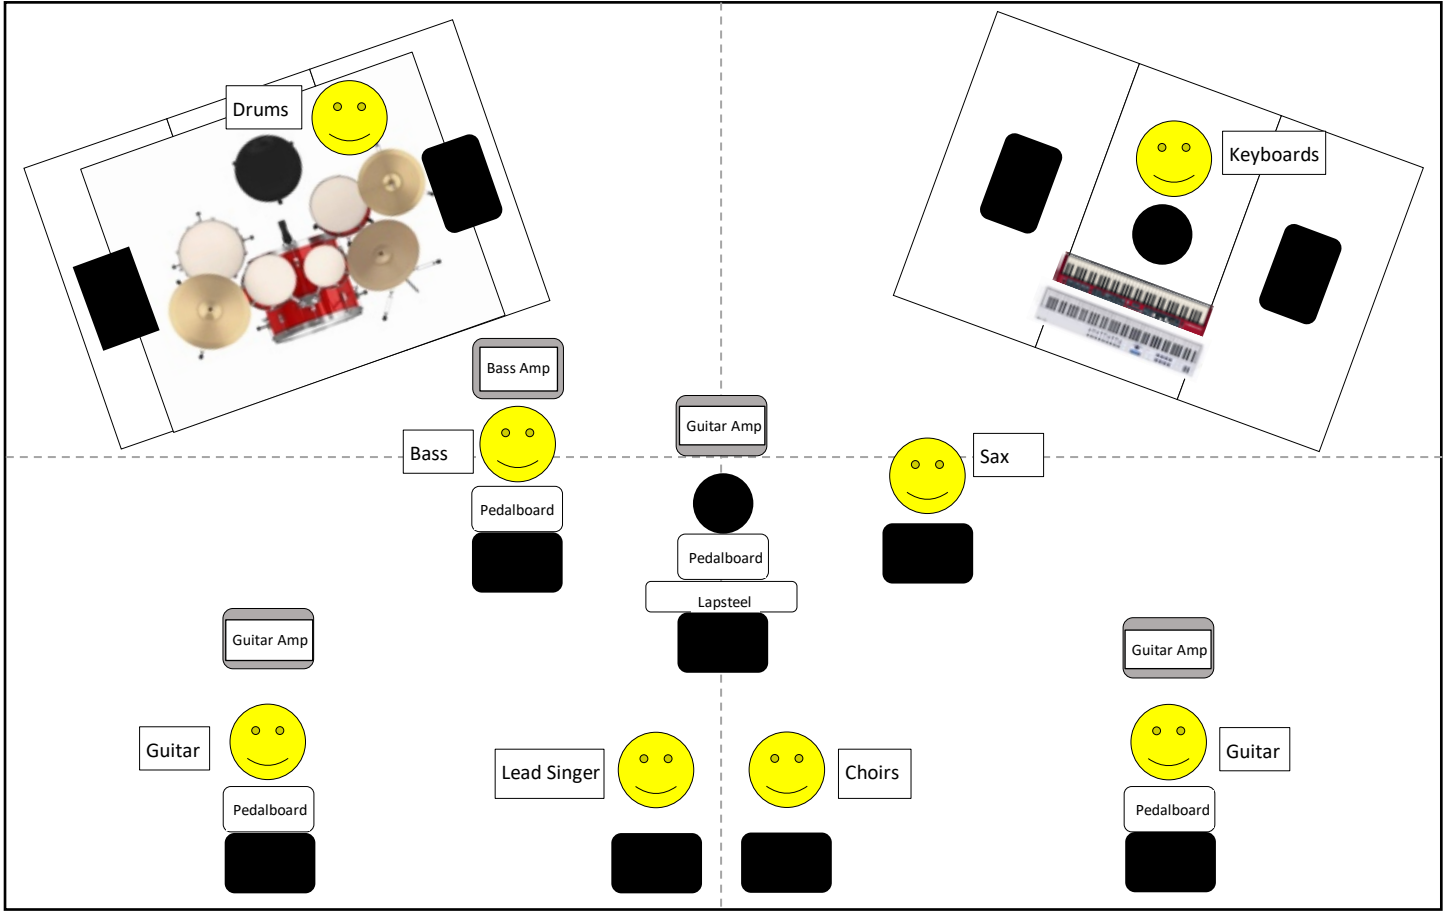 Drums
Keyboards
Bass Amp
Guitar Amp
Bass
Sax
Pedalboard
Pedalboard
Lapsteel
Guitar Amp
Guitar Amp
Guitar
Lead Singer
Choirs
Guitar
Pedalboard
Pedalboard